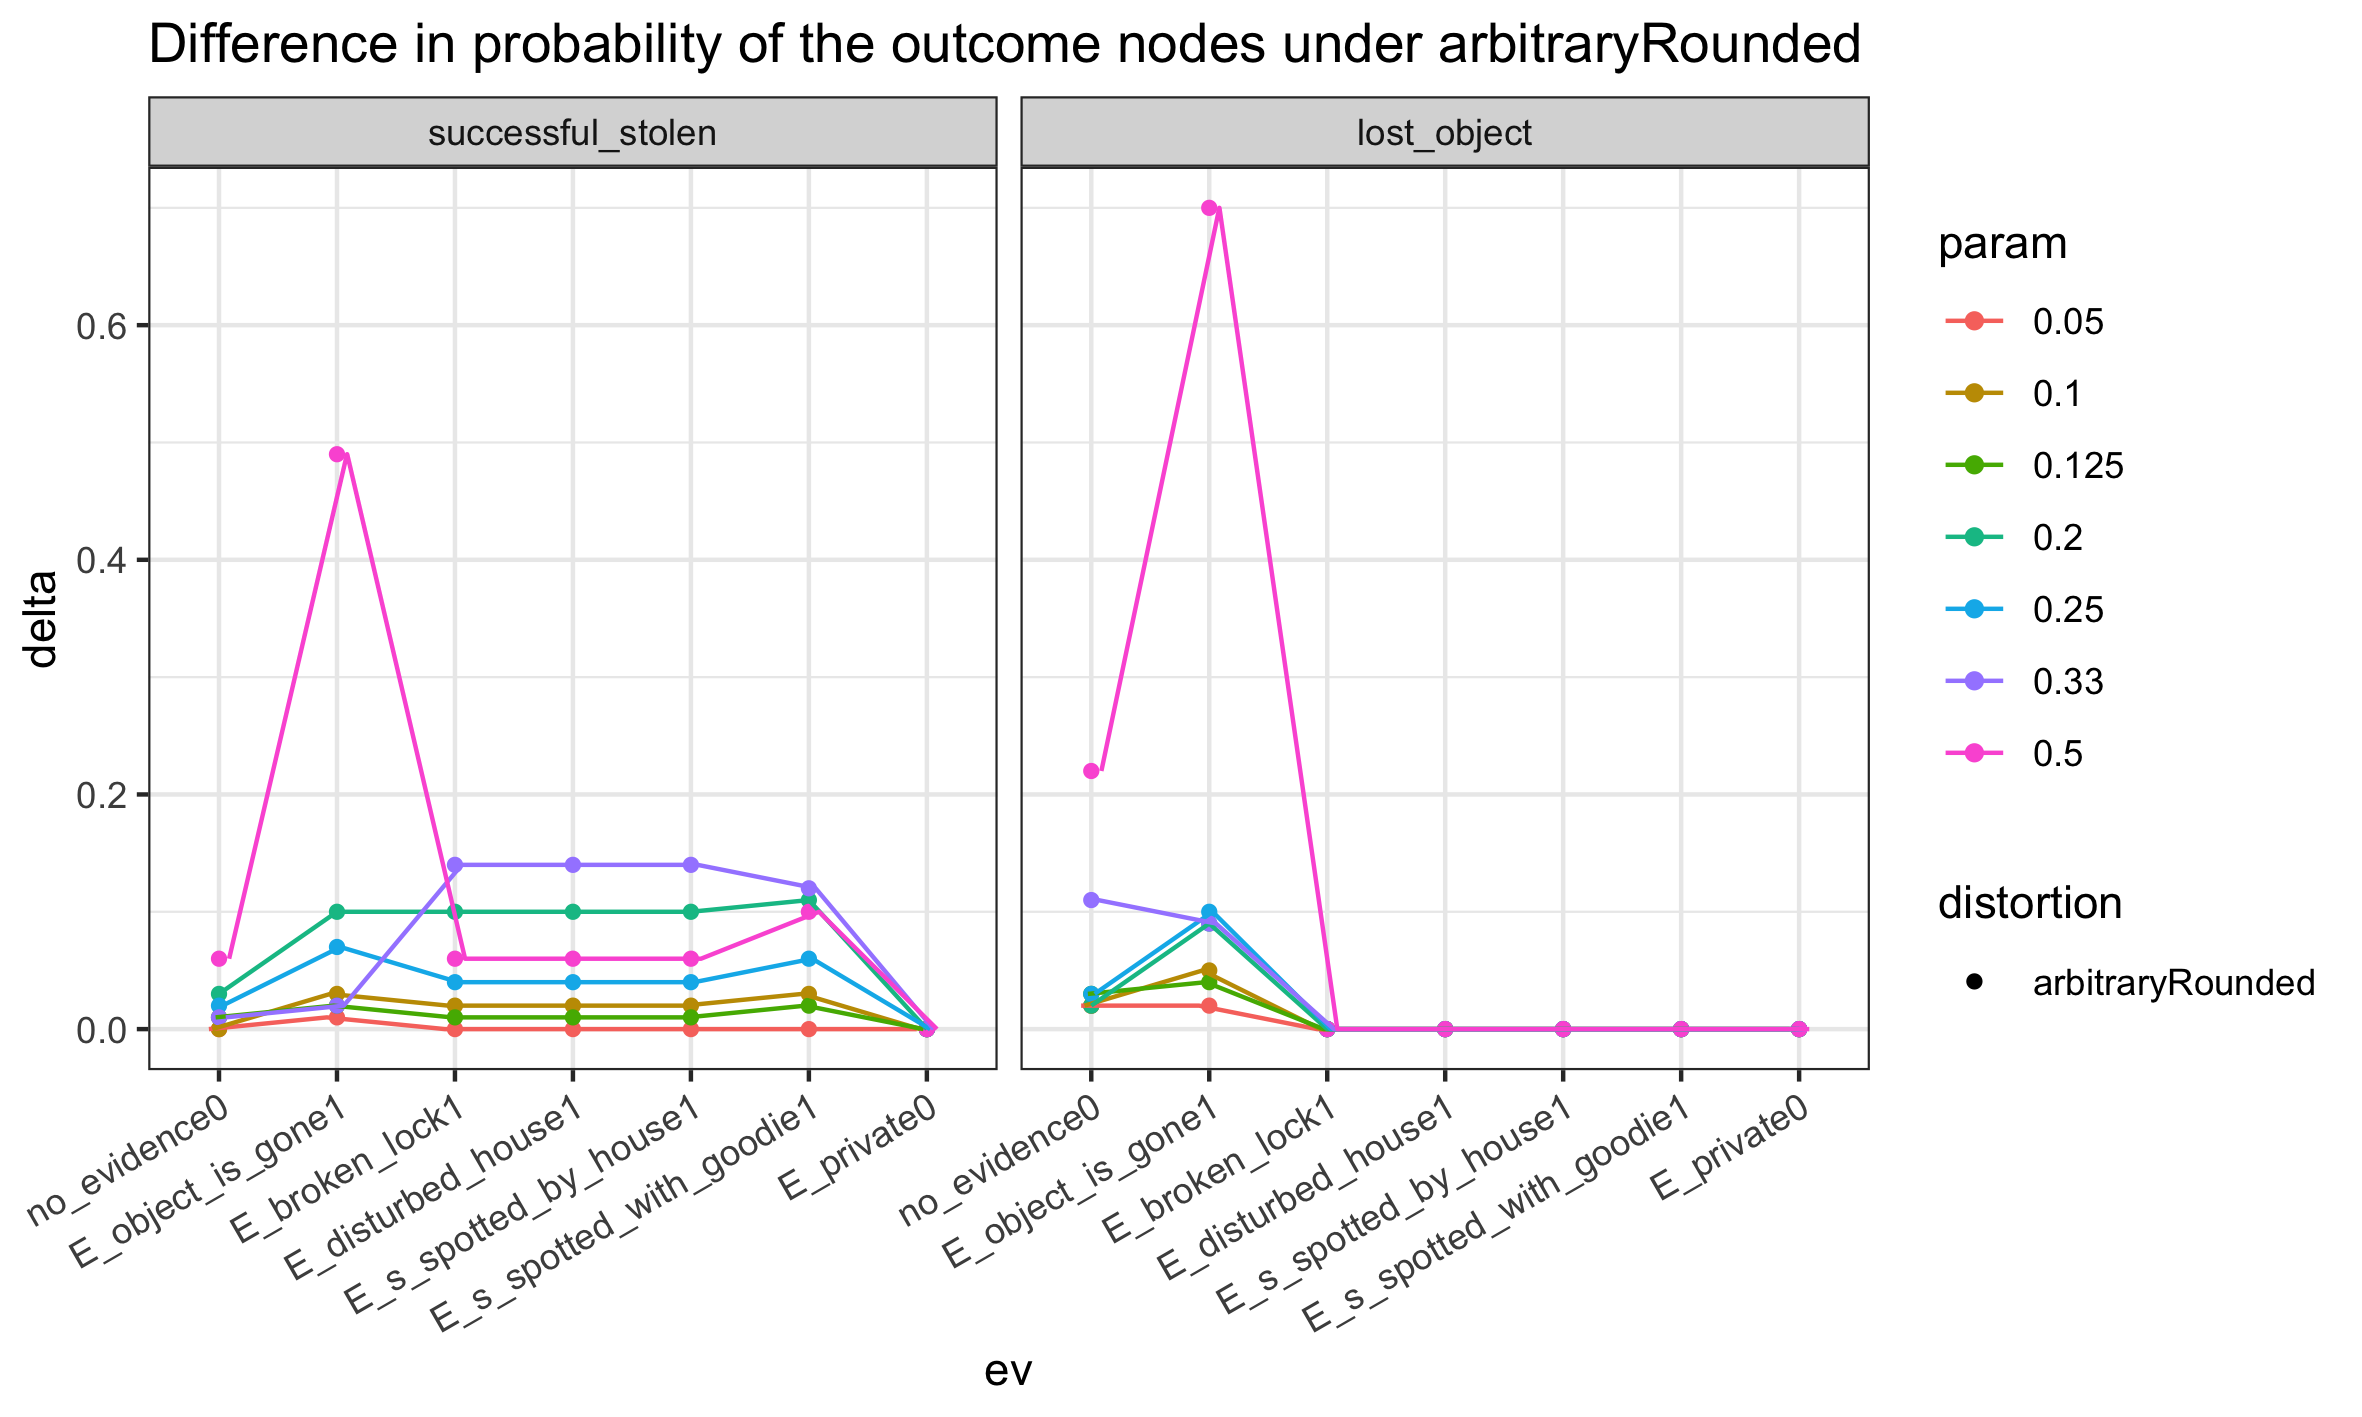 Difference in probability of the outcome nodes under arbitraryRounded
successful_stolen
lost_object
delta
0.6
0.4
0.2
0.0
no_evidence0
E_object_is_gone1
E_broken_lock1
E_disturbed_house1
E_s_spotted_by_house1
E_s_spotted_with_goodie1
E_private0
no_evidence0
E_object_is_gone1
E_broken_lock1
E_disturbed_house1
E_s_spotted_by_house1
E_s_spotted_with_goodie1
E_private0
ev
param
0.05
0.1
0.125
0.2
0.25
0.33
0.5
distortion
arbitraryRounded